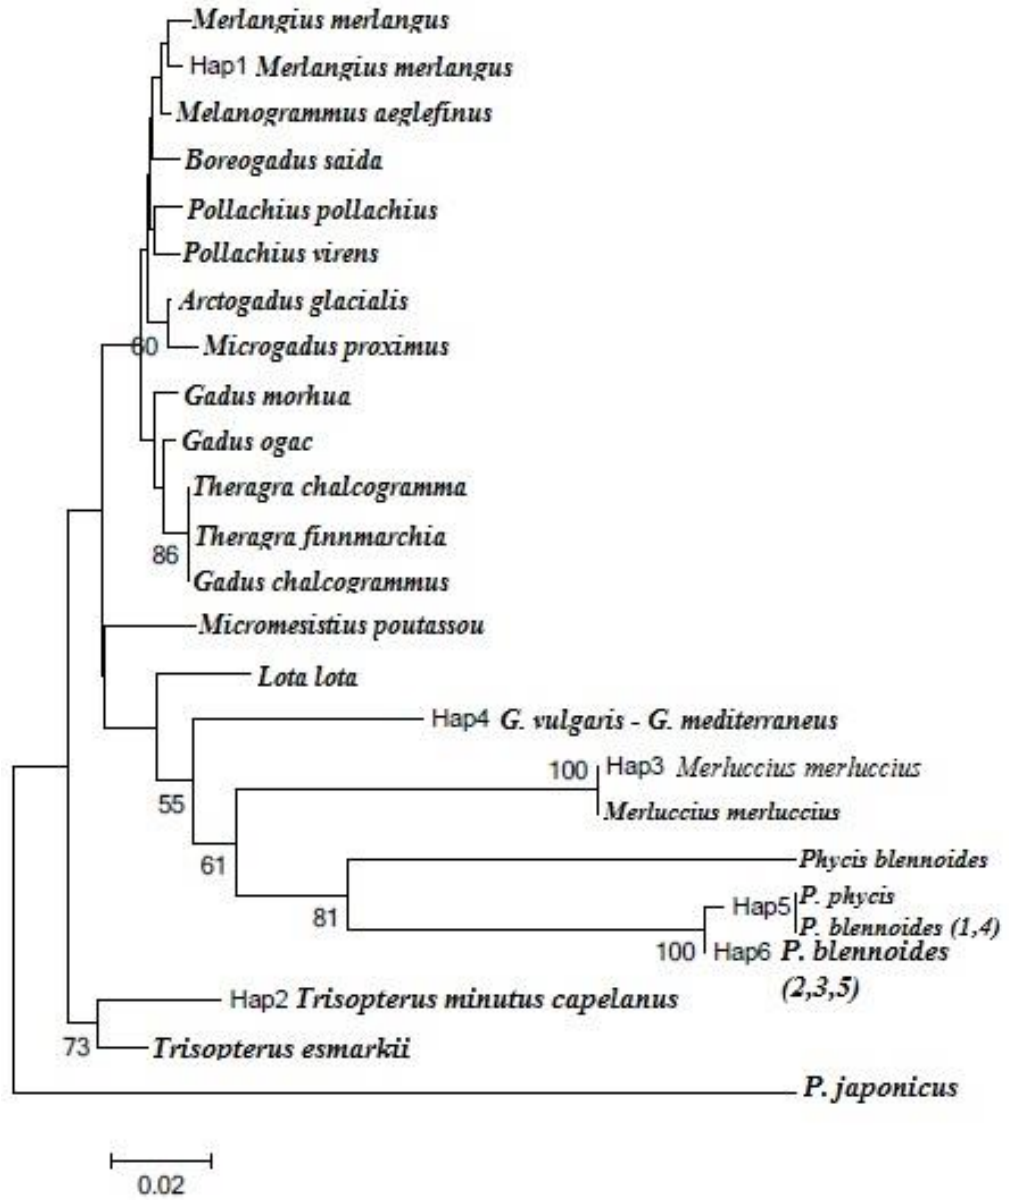 Merlangius merlangus
Hap1 Merlangius merlangus
Melanogrammus aeglefinus
Boreogadus saida
Pollachius pollachius
Pollachius virens
Arctogadus glacialis
60 Microgadus proximus
Gadus morhua
Gadus ogac
Theragra chalcogramma
Theragra finnmarchia
86
Gadus chalcogrammus
Micromesistius poutassou
Lota lota
Hap4 G. vulgaris - G. mediterraneus
100 Hap3 Merluccius merluccius
55 Merluccius merluccius
61 Phycis blennoides
P. phycis
81 Hap5
P. blennoides (1,4)
100 Hap6 P. blennoides
(2,3,5)
Hap2 Trisopterus minutus capelanus
73 Trisopterus esmarkii
P. japonicus
0.02